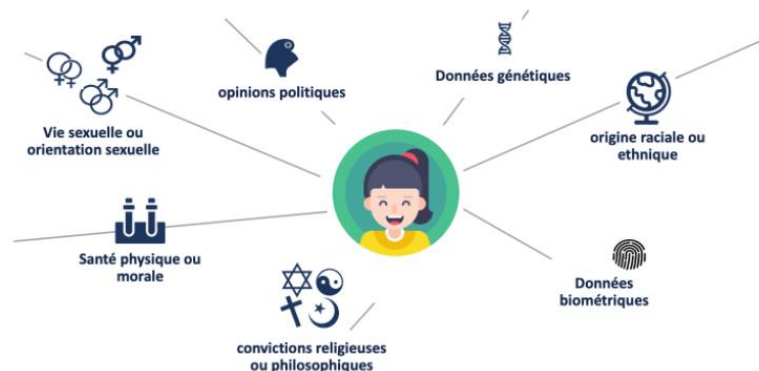 opinions politiques
Données génétiques
Vie sexuelle ou
orientation sexuelle
origine raciale ou
ethnique
Santé physique ou
morale
Données
biométriques
convictions religieuses
ou philosophiques